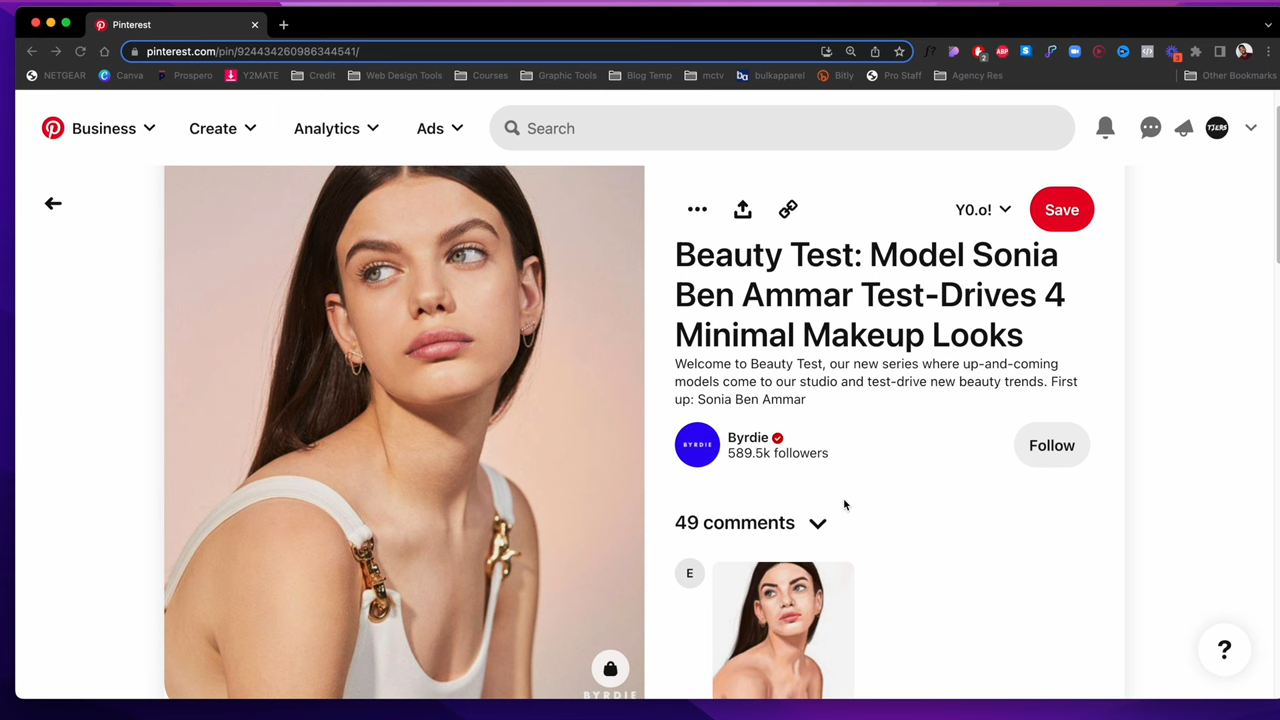 Pinterest
pinterest.com/pin/924434260986344541/
NETGEAR Canva Prospero Y2MATE Credit Web Design Tools Courses Graphic Tools Blog Temp mctv bulkapparel Bitly Pro Staff Agency Res Other Bookmarks
Business Create Analytics Ads Search TJERS
Y0.o! Save
Beauty Test: Model Sonia
Ben Ammar Test-Drives 4
Minimal Makeup Looks
Welcome to Beauty Test, our new series where up-and-coming
models come to our studio and test-drive new beauty trends. First
up: Sonia Ben Ammar
BYRDIE
Byrdie
589.5k followers
Follow
49 comments
E
BYRDIE
?